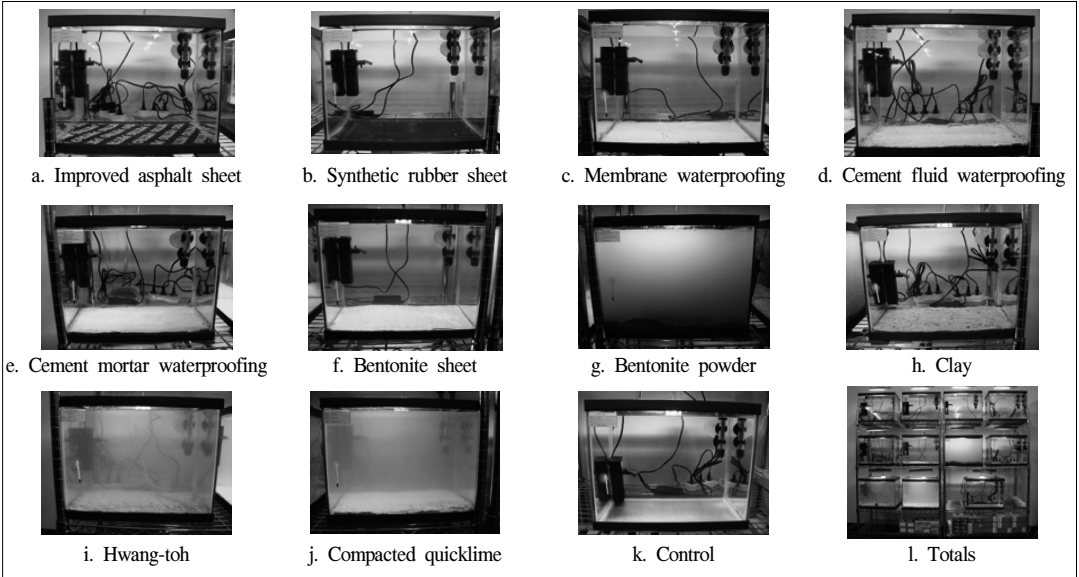 a. Improved asphalt sheet
b. Synthetic rubber sheet
c. Membrane waterproofing
d. Cement fluid waterproofing
e. Cement mortar waterproofing
f. Bentonite sheet
g. Bentonite powder
h. Clay
i. Hwang-toh
j. Compacted quicklime
k. Control
l. Totals